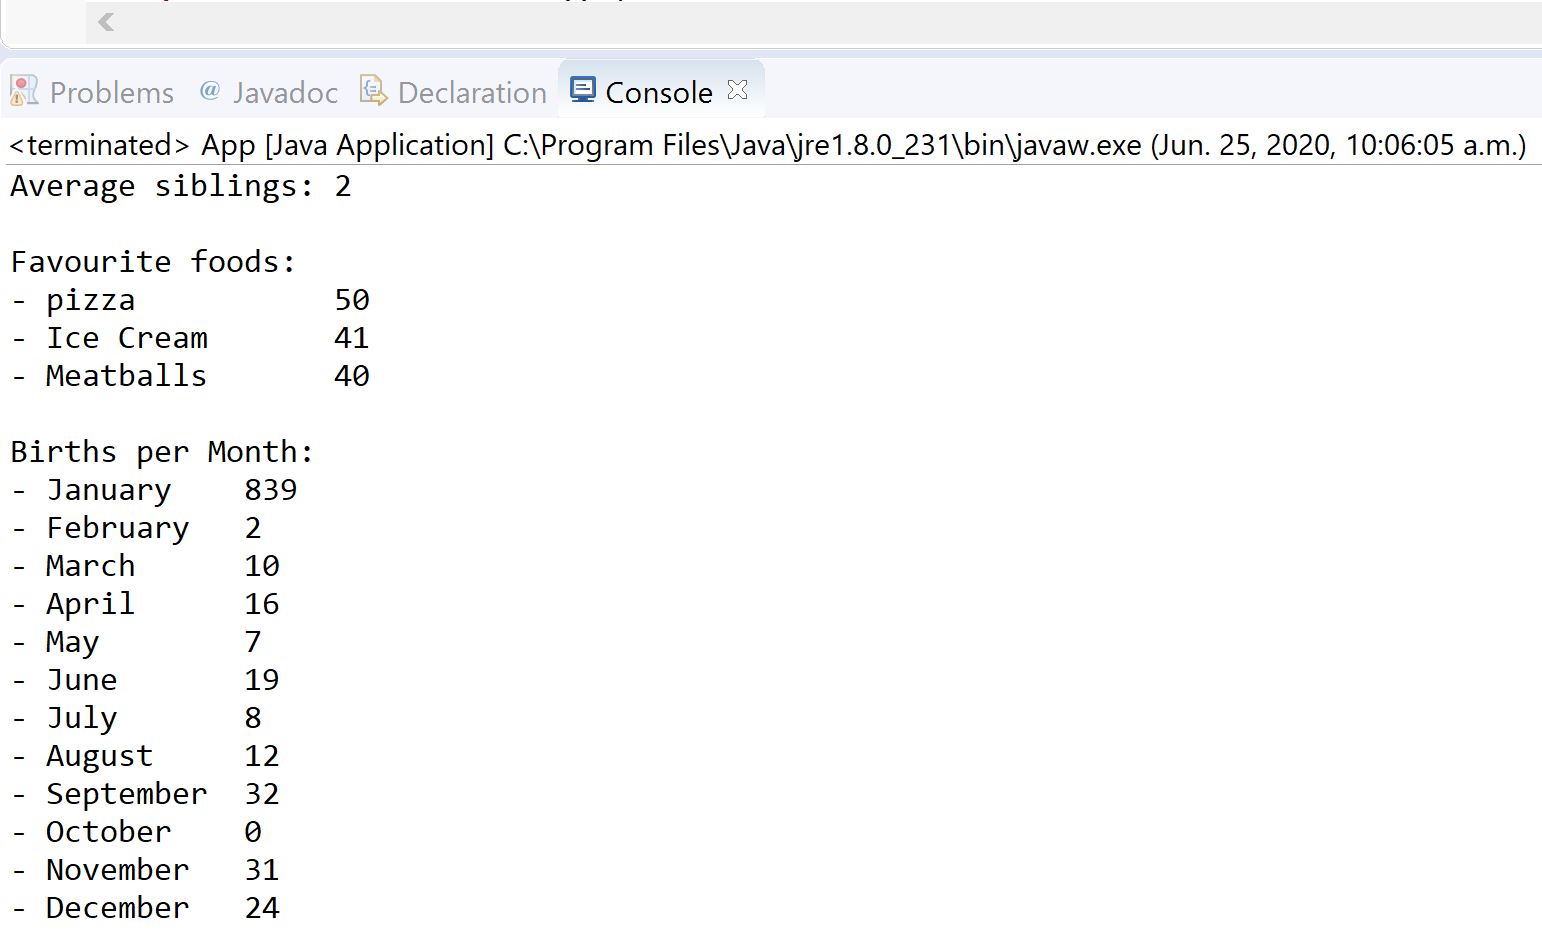 Problems @ Javadoc Declaration Console
<terminated> App [Java Application] C:\Program Files\Java\jre1.8.0_231\bin\javaw.exe (Jun. 25, 2020, 10:06:05 a.m.)
Average siblings: 2
Favourite foods:
- pizza 50
- Ice Cream 41
- Meatballs 40
Births per Month:
- January 839
- February 2
- March 10
- April 16
- May 7
- June 19
- July 8
- August 12
- September 32
- October 0
- November 31
- December 24